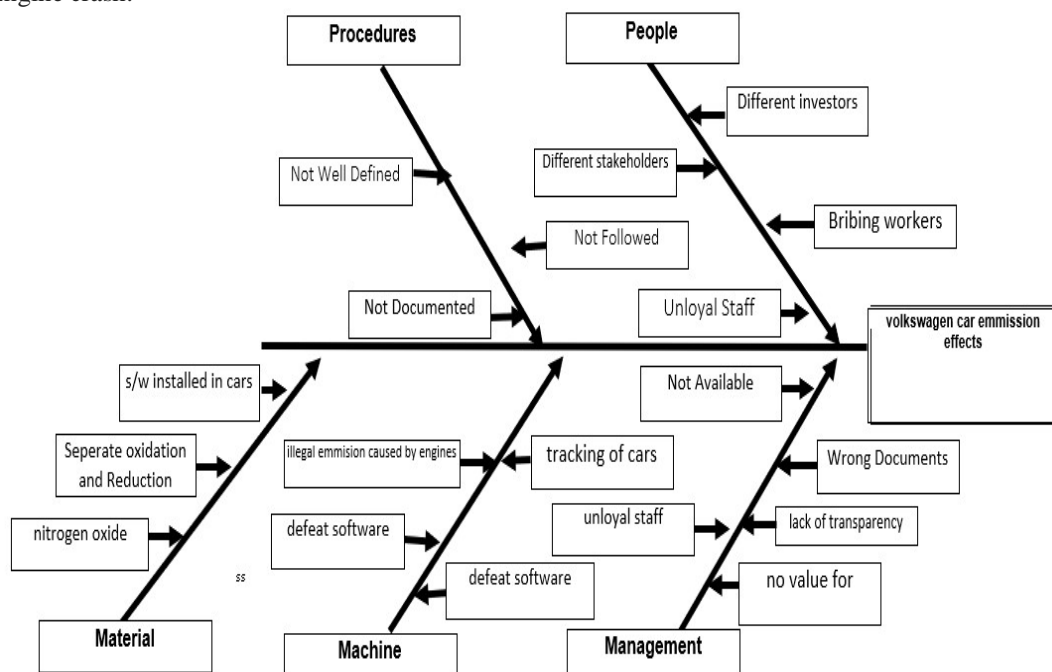 ngine crash.
Procedures
People
Different investors
Different stakeholders
Not Well Defined
Bribing workers
Not Followed
Not Documented
Unloyal Staff
volkswagen car emmission
effects
s/w installed in cars
Not Available
Seperate oxidation
and Reduction
illegal emmision caused by engines
tracking of cars
Wrong Documents
nitrogen oxide
defeat software
unloyal staff
lack of transparency
ss
defeat software
no value for
Material
Machine
Management